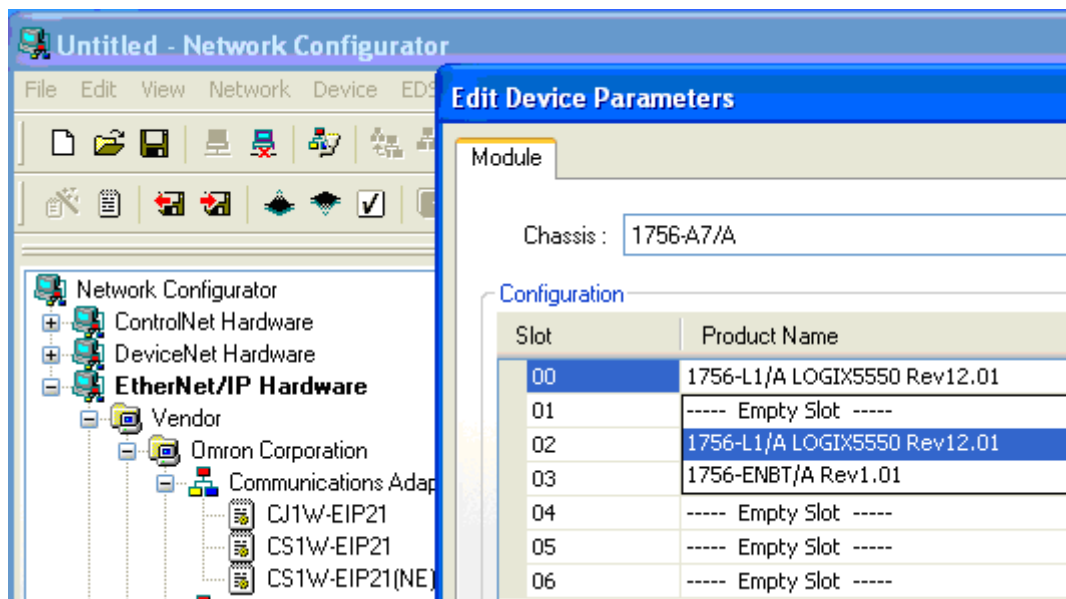 Untitled - Network Configurator
File Edit View Network Device EDS
Edit Device Parameters
Module
Chassis : 1756-A7/A
Configuration
Slot Product Name
00 1756-L1/A LOGIX5550 Rev12.01
01 ----- Empty Slot -----
02 1756-L1/A LOGIX5550 Rev12.01
03 1756-ENBT/A Rev1.01
04 ----- Empty Slot -----
05 ----- Empty Slot -----
06 ----- Empty Slot -----
Network Configurator
ControlNet Hardware
DeviceNet Hardware
EtherNet/IP Hardware
Vendor
Omron Corporation
Communications Adap
CJ1W-EIP21
CS1W-EIP21
CS1W-EIP21(NE)